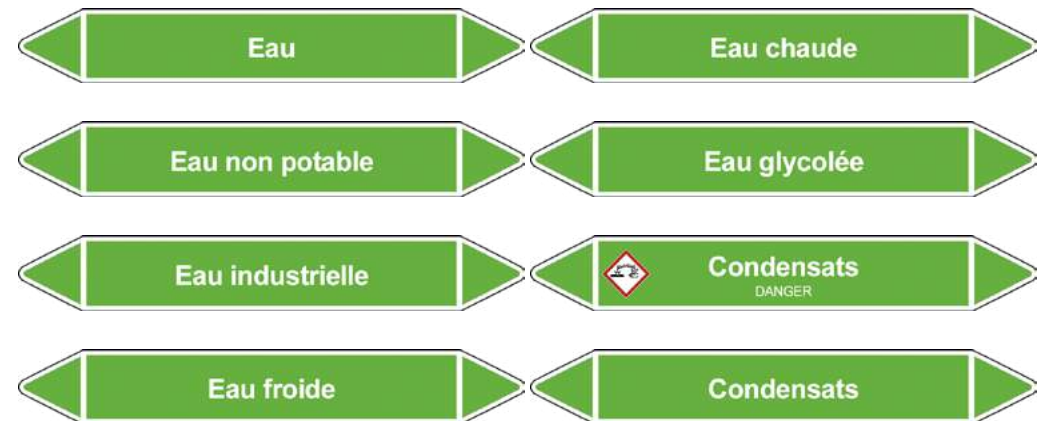 Eau
Eau chaude
Eau non potable
Eau glycolée
Eau industrielle
Condensats
DANGER
Eau froide
Condensats